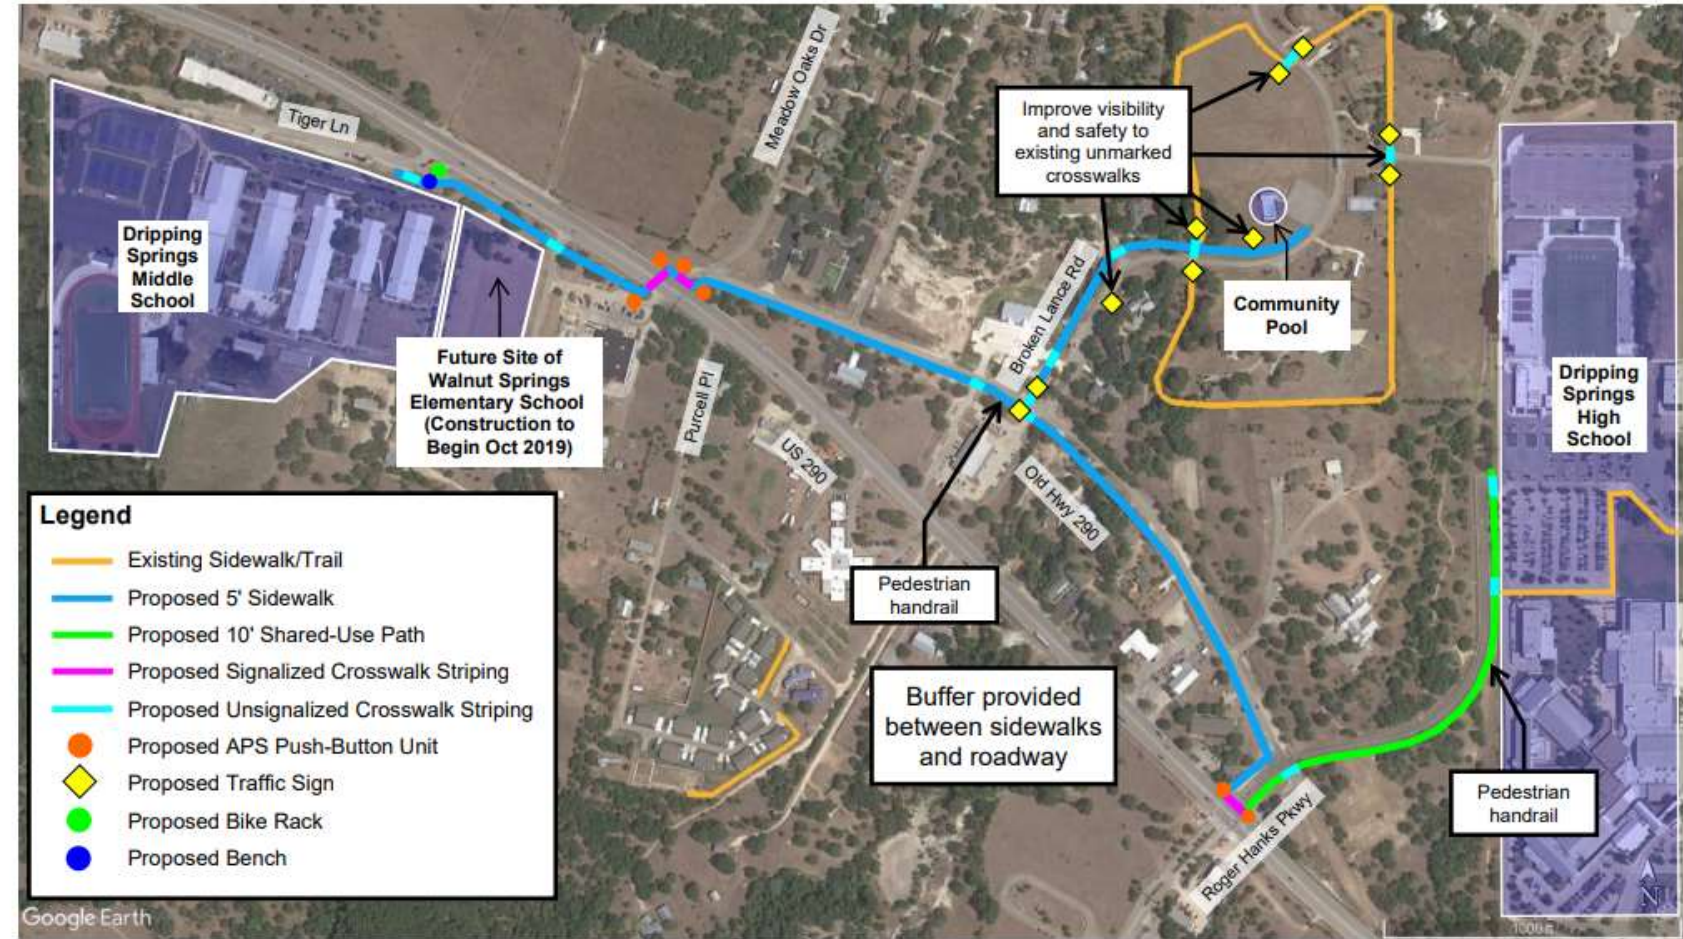 Tiger Ln
Meadow Oaks Dr
Improve visibility
and safety to
existing unmarked
crosswalks
Dripping
Springs
Middle
School
Future Site of
Walnut Springs
Elementary School
(Construction to
Begin Oct 2019)
Purcell Pl
US 290
Broken Lance Rd
Community
Pool
Dripping
Springs
High
School
Old Hwy 290
Pedestrian
handrail
Buffer provided
between sidewalks
and roadway
Roger Hanks Pkwy
Pedestrian
handrail
Legend
Existing Sidewalk/Trail
Proposed 5' Sidewalk
Proposed 10' Shared-Use Path
Proposed Signalized Crosswalk Striping
Proposed Unsignalized Crosswalk Striping
Proposed APS Push-Button Unit
Proposed Traffic Sign
Proposed Bike Rack
Proposed Bench
Google Earth
N
1000 ft